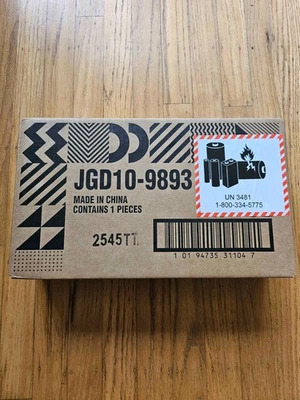 JGD10-9893
MADE IN CHINA
CONTAINS 1 PIECES
2545TT
UN 3481
1-800-334-5775
1 01 94735 31104 7